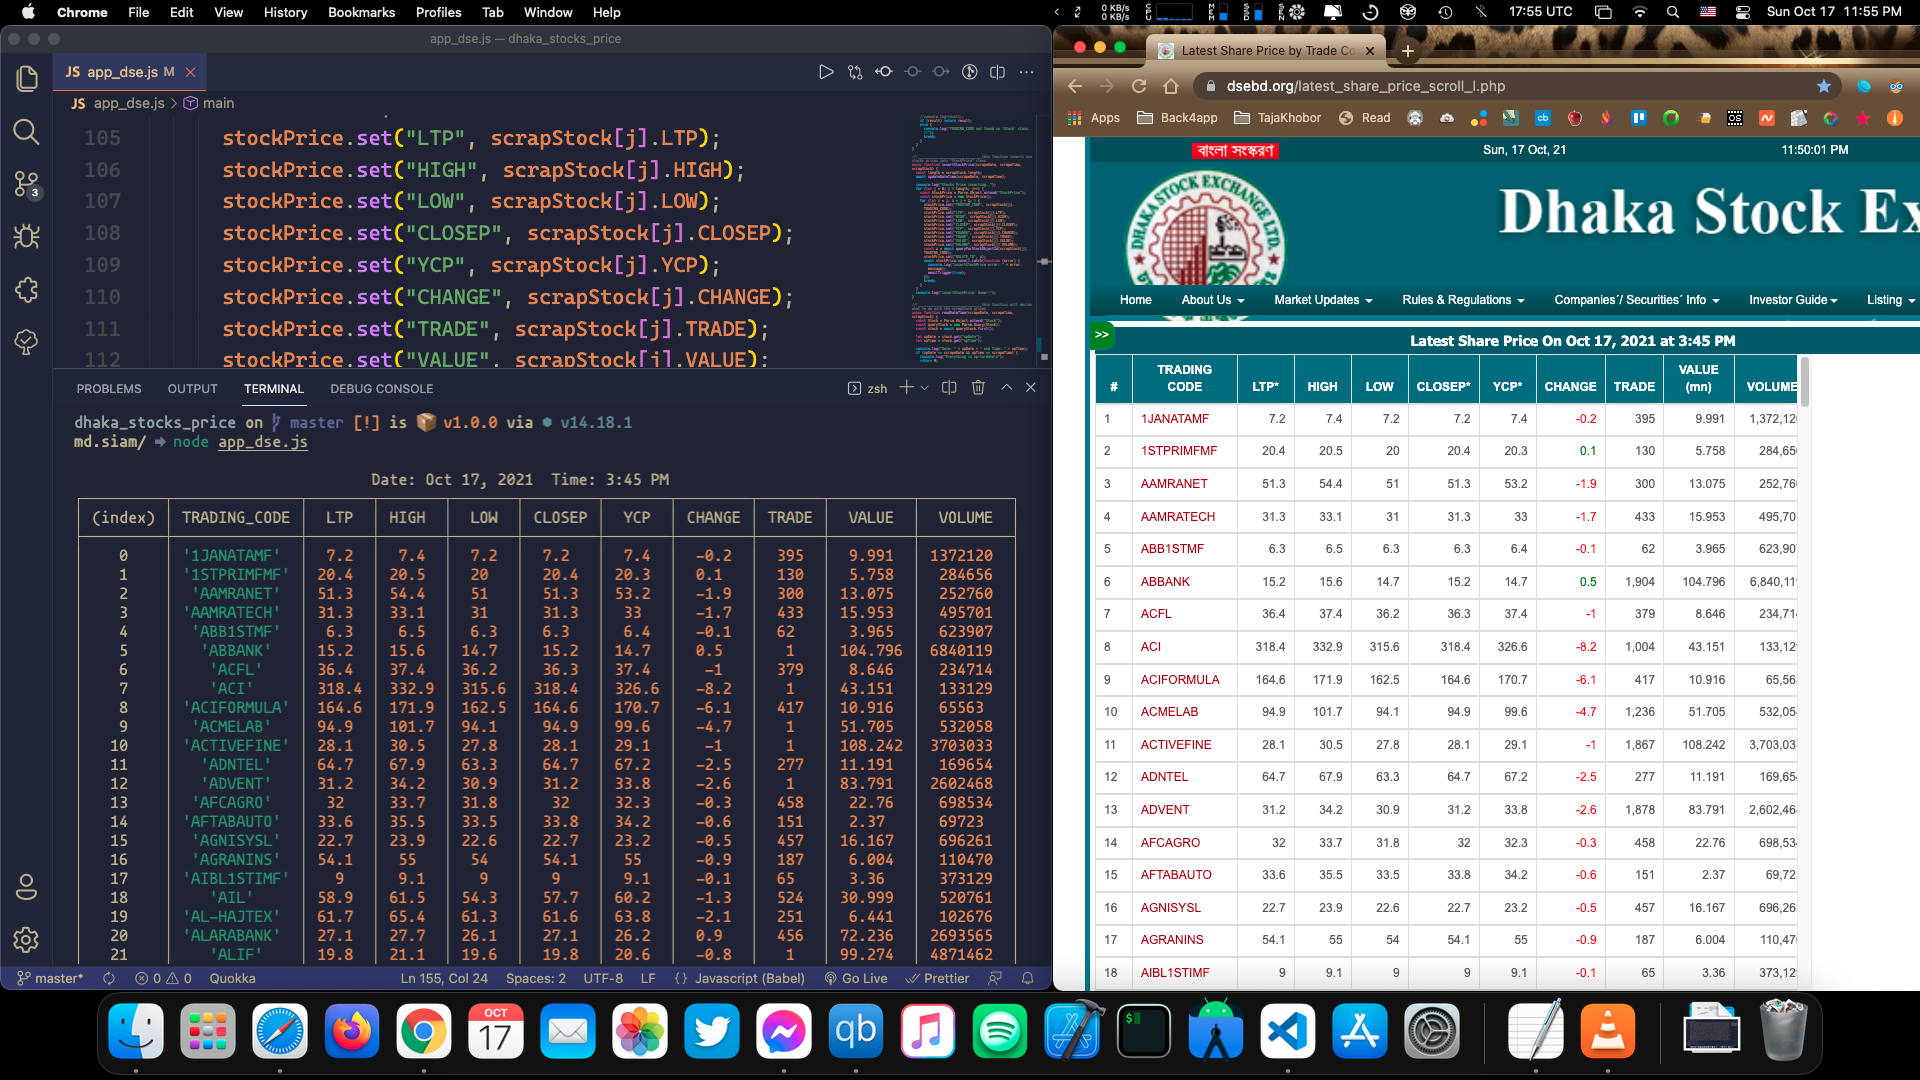 Chrome File Edit View History Bookmarks Profiles Tab Window Help
0 KB/s
0 KB/s
17:55 UTC
Sun Oct 17 11:55 PM
app_dse.js — dhaka_stocks_price
JS app_dse.js M
JS app_dse.js > main
105 stockPrice.set("LTP", scrapStock[j].LTP);
106 stockPrice.set("HIGH", scrapStock[j].HIGH);
107 stockPrice.set("LOW", scrapStock[j].LOW);
108 stockPrice.set("CLOSEP", scrapStock[j].CLOSEP);
109 stockPrice.set("YCP", scrapStock[j].YCP);
110 stockPrice.set("CHANGE", scrapStock[j].CHANGE);
111 stockPrice.set("TRADE", scrapStock[j].TRADE);
112 stockPrice.set("VALUE", scrapStock[j].VALUE);
3
PROBLEMS OUTPUT TERMINAL DEBUG CONSOLE
zsh
dhaka_stocks_price on master [!] is v1.0.0 via v14.18.1
md.siam/ ➜ node app_dse.js
Date: Oct 17, 2021 Time: 3:45 PM
(index) TRADING_CODE LTP HIGH LOW CLOSEP YCP CHANGE TRADE VALUE VOLUME
0 '1JANATAMF' 7.2 7.4 7.2 7.2 7.4 -0.2 395 9.991 1372120
1 '1STPRIMFMF' 20.4 20.5 20 20.4 20.3 0.1 130 5.758 284656
2 'AAMRANET' 51.3 54.4 51 51.3 53.2 -1.9 300 13.075 252760
3 'AAMRATECH' 31.3 33.1 31 31.3 33 -1.7 433 15.953 495701
4 'ABB1STMF' 6.3 6.5 6.3 6.3 6.4 -0.1 62 3.965 623907
5 'ABBANK' 15.2 15.6 14.7 15.2 14.7 0.5 1 104.796 6840119
6 'ACFL' 36.4 37.4 36.2 36.3 37.4 -1 379 8.646 234714
7 'ACI' 318.4 332.9 315.6 318.4 326.6 -8.2 1 43.151 133129
8 'ACIFORMULA' 164.6 171.9 162.5 164.6 170.7 -6.1 417 10.916 65563
9 'ACMELAB' 94.9 101.7 94.1 94.9 99.6 -4.7 1 51.705 532058
10 'ACTIVEFINE' 28.1 30.5 27.8 28.1 29.1 -1 1 108.242 3703033
11 'ADNTEL' 64.7 67.9 63.3 64.7 67.2 -2.5 277 11.191 169654
12 'ADVENT' 31.2 34.2 30.9 31.2 33.8 -2.6 1 83.791 2602468
13 'AFCAGRO' 32 33.7 31.8 32 32.3 -0.3 458 22.76 698534
14 'AFTABAUTO' 33.6 35.5 33.5 33.8 34.2 -0.6 151 2.37 69723
15 'AGNISYSL' 22.7 23.9 22.6 22.7 23.2 -0.5 457 16.167 696261
16 'AGRANINS' 54.1 55 54 54.1 55 -0.9 187 6.004 110470
17 'AIBL1STIMF' 9 9.1 9 9 9.1 -0.1 65 3.36 373129
18 'AIL' 58.9 61.5 54.3 57.7 60.2 -1.3 524 30.999 520761
19 'AL-HAJTEX' 61.7 65.4 61.3 61.6 63.8 -2.1 251 6.441 102676
20 'ALARABANK' 27.1 27.7 26.1 27.1 26.2 0.9 456 72.236 2693565
21 'ALIF' 19.8 21.1 19.6 19.8 20.6 -0.8 1 99.274 4871462
master* 0 0 Quokka Ln 155, Col 24 Spaces: 2 UTF-8 LF {} Javascript (Babel) Go Live Prettier
Latest Share Price by Trade Co
dsebd.org/latest_share_price_scroll_l.php
Apps Back4app TajaKhobor Read
বাংলা সংস্করণ
Sun, 17 Oct, 21
11:50:01 PM
DHAKA STOCK EXCHANGE LTD.
Dhaka Stock Ex
Home About Us Market Updates Rules & Regulations Companies´/ Securities´ Info Investor Guide Listing
>>
Latest Share Price On Oct 17, 2021 at 3:45 PM
# TRADING CODE LTP* HIGH LOW CLOSEP* YCP* CHANGE TRADE VALUE (mn) VOLUME
1 1JANATAMF 7.2 7.4 7.2 7.2 7.4 -0.2 395 9.991 1,372,12
2 1STPRIMFMF 20.4 20.5 20 20.4 20.3 0.1 130 5.758 284,65
3 AAMRANET 51.3 54.4 51 51.3 53.2 -1.9 300 13.075 252,76
4 AAMRATECH 31.3 33.1 31 31.3 33 -1.7 433 15.953 495,70
5 ABB1STMF 6.3 6.5 6.3 6.3 6.4 -0.1 62 3.965 623,90
6 ABBANK 15.2 15.6 14.7 15.2 14.7 0.5 1,904 104.796 6,840,11
7 ACFL 36.4 37.4 36.2 36.3 37.4 -1 379 8.646 234,71
8 ACI 318.4 332.9 315.6 318.4 326.6 -8.2 1,004 43.151 133,12
9 ACIFORMULA 164.6 171.9 162.5 164.6 170.7 -6.1 417 10.916 65,56
10 ACMELAB 94.9 101.7 94.1 94.9 99.6 -4.7 1,236 51.705 532,05
11 ACTIVEFINE 28.1 30.5 27.8 28.1 29.1 -1 1,867 108.242 3,703,03
12 ADNTEL 64.7 67.9 63.3 64.7 67.2 -2.5 277 11.191 169,65
13 ADVENT 31.2 34.2 30.9 31.2 33.8 -2.6 1,878 83.791 2,602,46
14 AFCAGRO 32 33.7 31.8 32 32.3 -0.3 458 22.76 698,53
15 AFTABAUTO 33.6 35.5 33.5 33.8 34.2 -0.6 151 2.37 69,72
16 AGNISYSL 22.7 23.9 22.6 22.7 23.2 -0.5 457 16.167 696,26
17 AGRANINS 54.1 55 54 54.1 55 -0.9 187 6.004 110,47
18 AIBL1STIMF 9 9.1 9 9 9.1 -0.1 65 3.36 373,12
OCT
17
qb